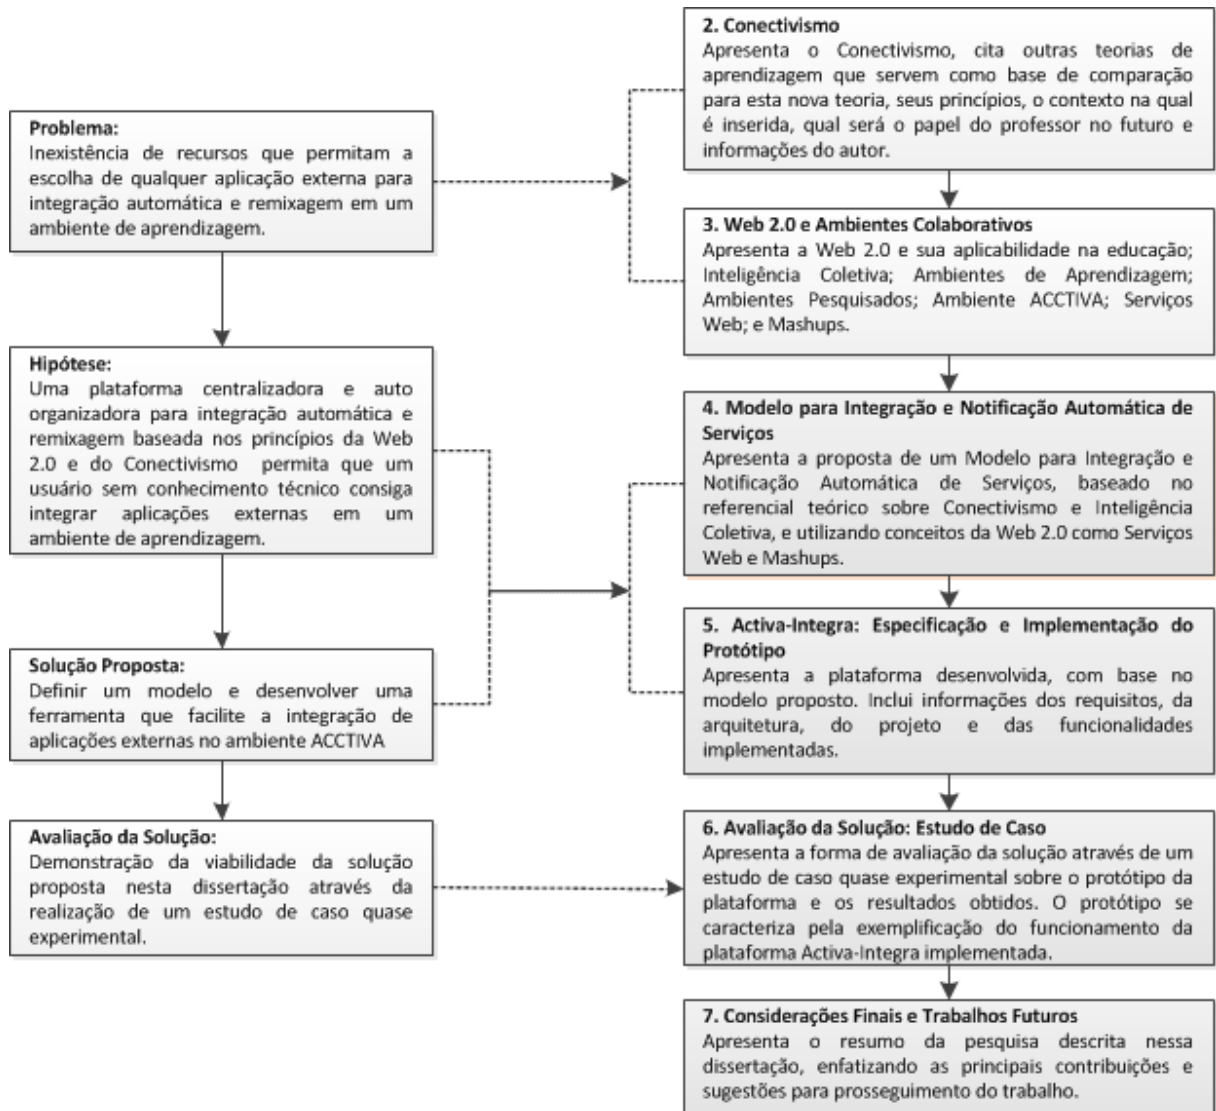 Problema:
Inexistência de recursos que permitam a
escolha de qualquer aplicação externa para
integração automática e remixagem em um
ambiente de aprendizagem.
Hipótese:
Uma plataforma centralizadora e auto
organizadora para integração automática e
remixagem baseada nos princípios da Web
2.0 e do Conectivismo permita que um
usuário sem conhecimento técnico consiga
integrar aplicações externas em um
ambiente de aprendizagem.
Solução Proposta:
Definir um modelo e desenvolver uma
ferramenta que facilite a integração de
aplicações externas no ambiente ACCTIVA
Avaliação da Solução:
Demonstração da viabilidade da solução
proposta nesta dissertação através da
realização de um estudo de caso quase
experimental.
2. Conectivismo
Apresenta o Conectivismo, cita outras teorias de
aprendizagem que servem como base de comparação
para esta nova teoria, seus princípios, o contexto na qual
é inserida, qual será o papel do professor no futuro e
informações do autor.
3. Web 2.0 e Ambientes Colaborativos
Apresenta a Web 2.0 e sua aplicabilidade na educação;
Inteligência Coletiva; Ambientes de Aprendizagem;
Ambientes Pesquisados; Ambiente ACCTIVA; Serviços
Web; e Mashups.
4. Modelo para Integração e Notificação Automática de
Serviços
Apresenta a proposta de um Modelo para Integração e
Notificação Automática de Serviços, baseado no
referencial teórico sobre Conectivismo e Inteligência
Coletiva, e utilizando conceitos da Web 2.0 como Serviços
Web e Mashups.
5. Activa-Integra: Especificação e Implementação do
Protótipo
Apresenta a plataforma desenvolvida, com base no
modelo proposto. Inclui informações dos requisitos, da
arquitetura, do projeto e das funcionalidades
implementadas.
6. Avaliação da Solução: Estudo de Caso
Apresenta a forma de avaliação da solução através de um
estudo de caso quase experimental sobre o protótipo da
plataforma e os resultados obtidos. O protótipo se
caracteriza pela exemplificação do funcionamento da
plataforma Activa-Integra implementada.
7. Considerações Finais e Trabalhos Futuros
Apresenta o resumo da pesquisa descrita nessa
dissertação, enfatizando as principais contribuições e
sugestões para prosseguimento do trabalho.